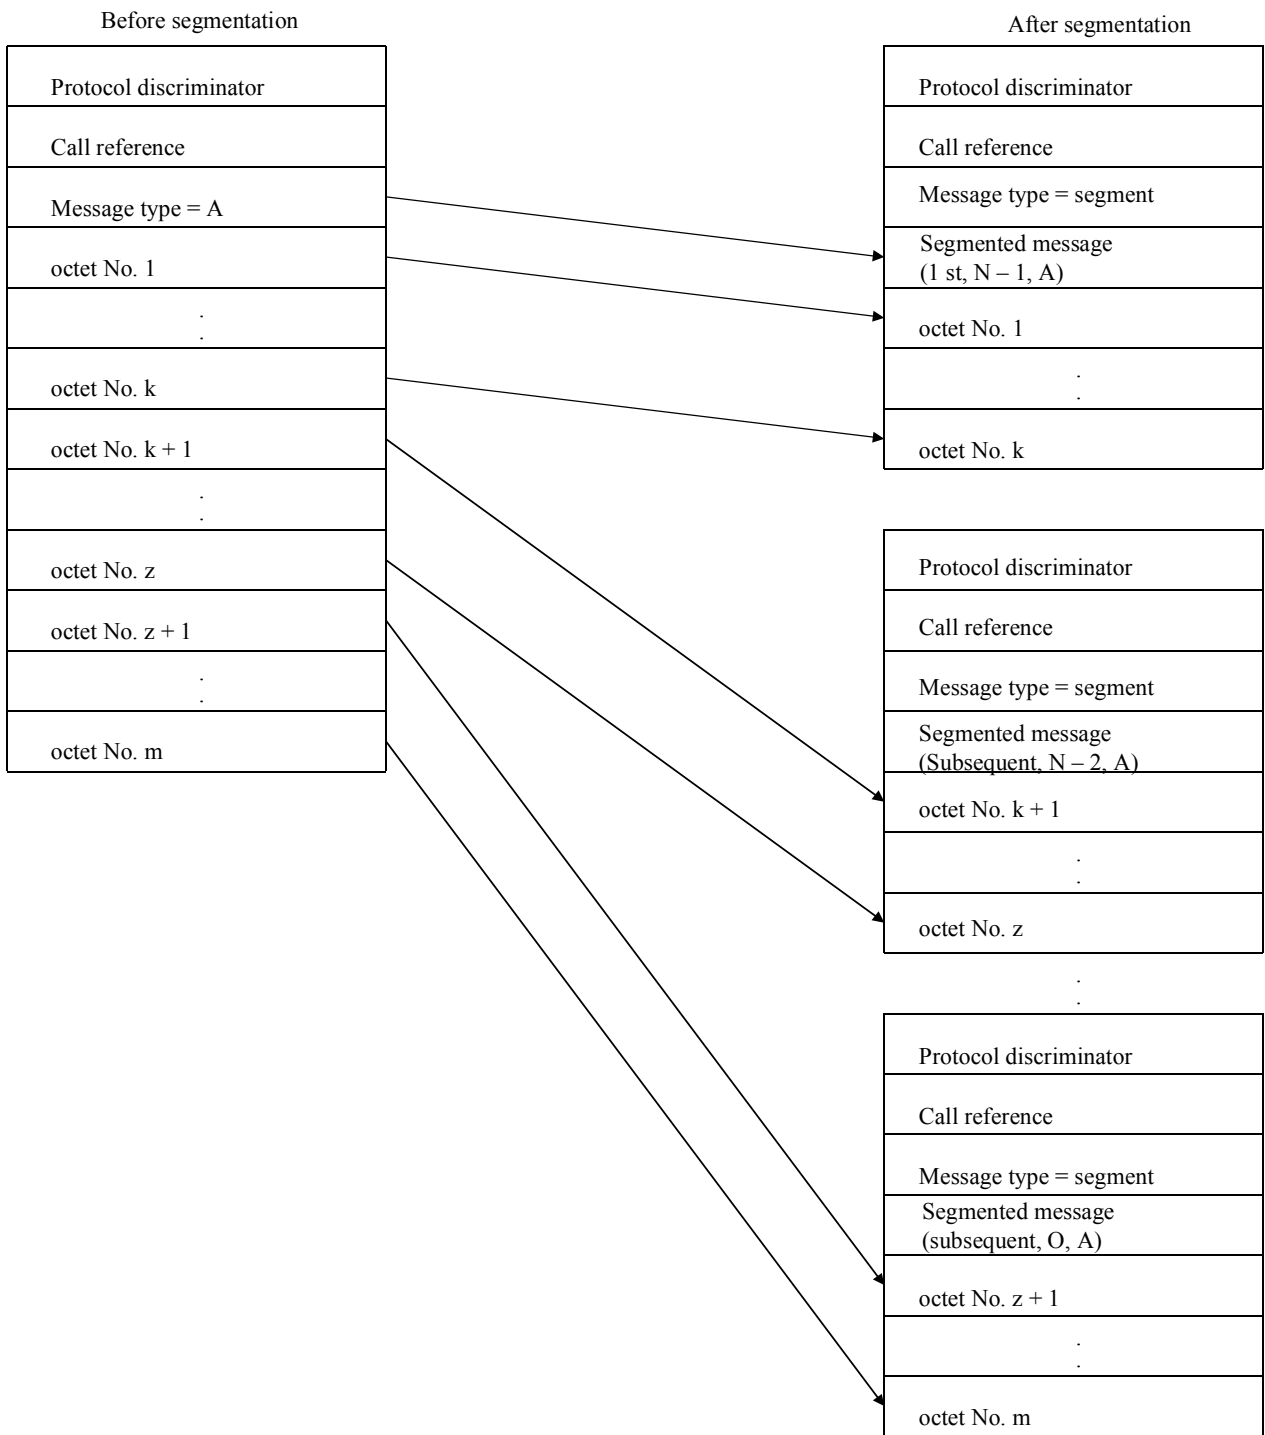 Before segmentation
Protocol discriminator
Call reference
Message type = A
octet No. 1
.
.
octet No. k
octet No. k + 1
.
.
octet No. z
octet No. z + 1
.
.
octet No. m
After segmentation
Protocol discriminator
Call reference
Message type = segment
Segmented message
(1 st, N – 1, A)
octet No. 1
.
.
octet No. k
Protocol discriminator
Call reference
Message type = segment
Segmented message
(Subsequent, N – 2, A)
octet No. k + 1
.
.
octet No. z
.
.
Protocol discriminator
Call reference
Message type = segment
Segmented message
(subsequent, O, A)
octet No. z + 1
.
.
octet No. m